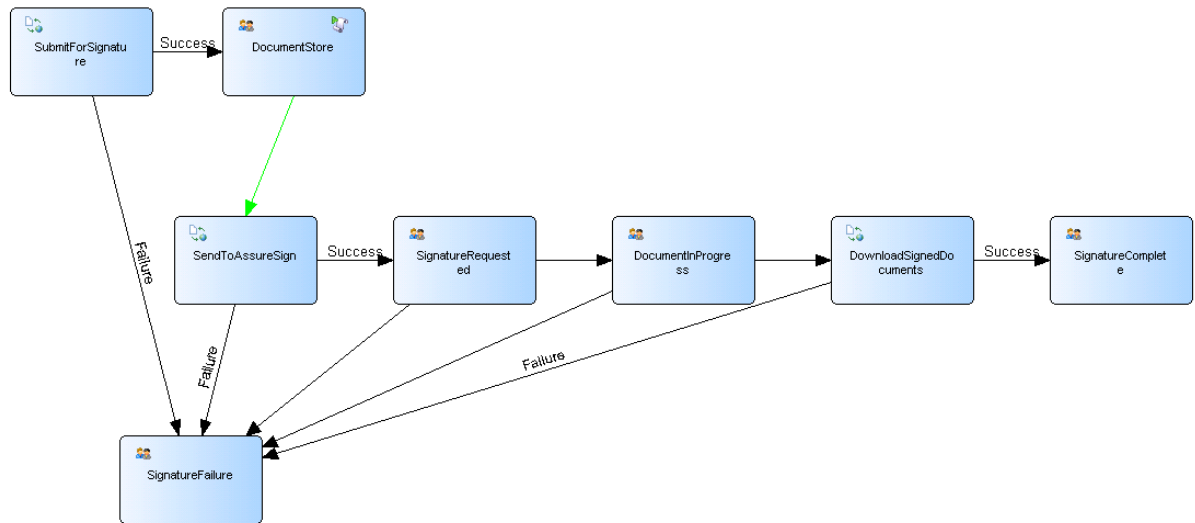 SubmitForSignatu
re
Success
DocumentStore
Failure
SendToAssureSign
Success
SignatureRequest
ed
DocumentInProgre
ss
DownloadSignedDo
cuments
Success
SignatureComplet
e
Failure
Failure
SignatureFailure